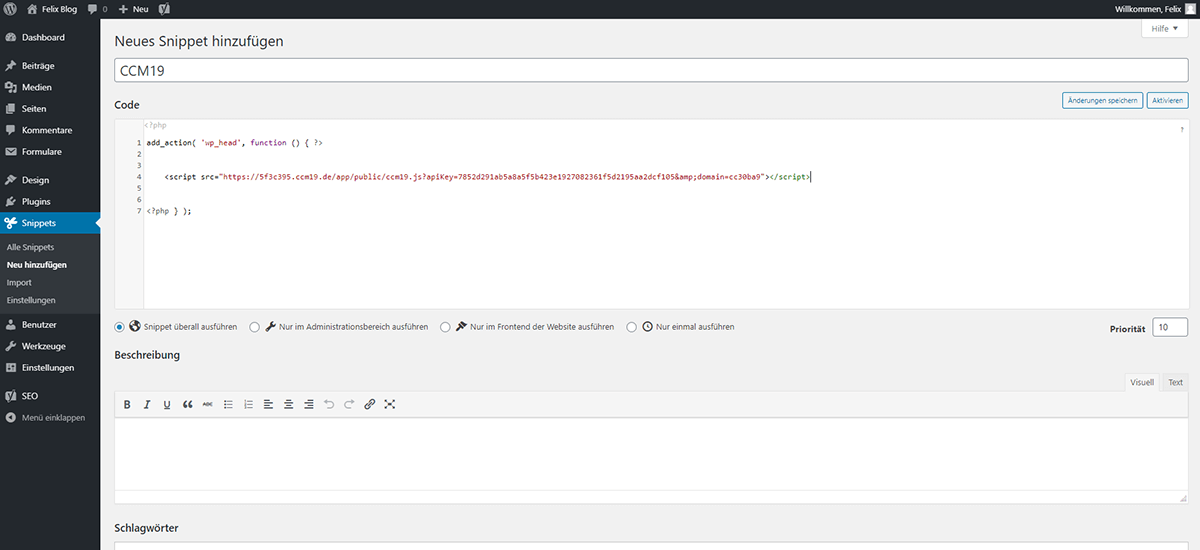 Felix Blog 0 Neu Willkommen, Felix
Hilfe
Dashboard
Beiträge
Medien
Seiten
Kommentare
Formulare
Design
Plugins
Snippets
Alle Snippets
Neu hinzufügen
Import
Einstellungen
Benutzer
Werkzeuge
Einstellungen
SEO
Menü einklappen
Neues Snippet hinzufügen
CCM19
Code
Änderungen speichern Aktivieren
<?php
1 add_action( 'wp_head', function () { ?>
2
3
4 <script src="https://5f3c395.ccm19.de/app/public/ccm19.js?apiKey=7852d291ab5a8a5f5b423e1927082361f5d2195aa2dcf105&amp;domain=cc30ba9"></script>
5
6
7 <?php } );
Snippet überall ausführen Nur im Administrationsbereich ausführen Nur im Frontend der Website ausführen Nur einmal ausführen Priorität 10
Beschreibung
Visuell Text
B I U ABC
Schlagwörter